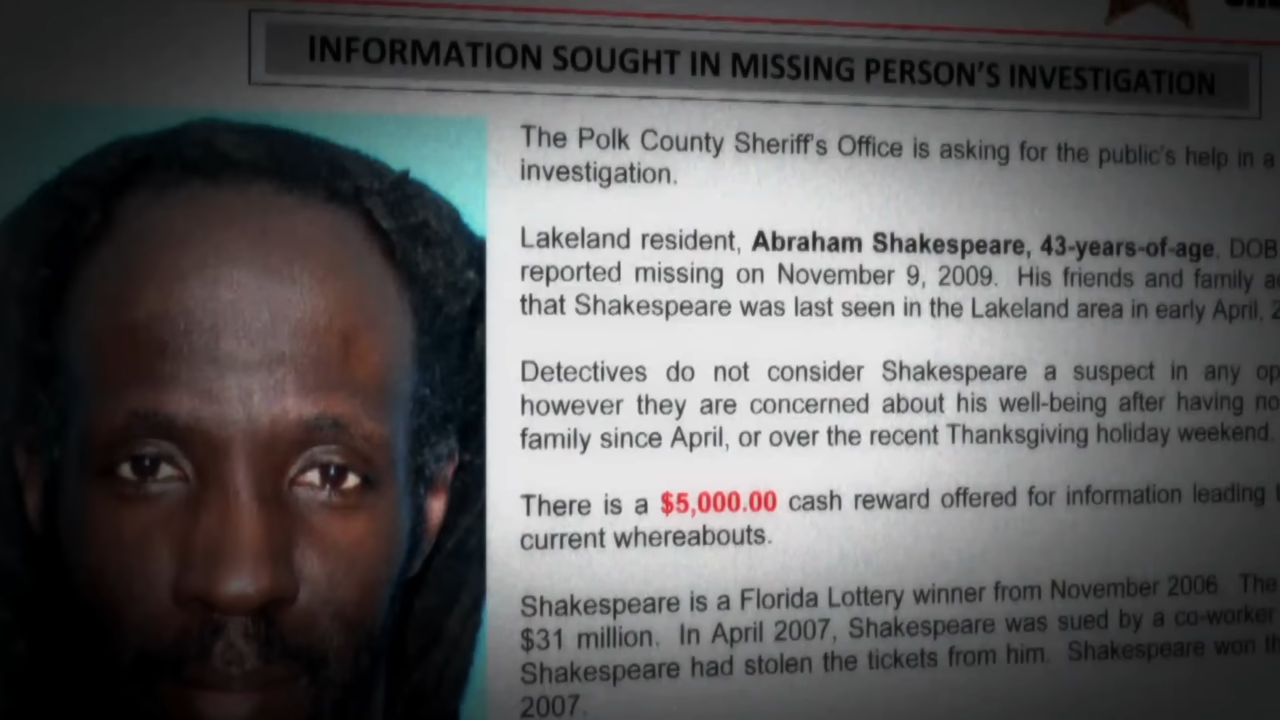 INFORMATION SOUGHT IN MISSING PERSON'S INVESTIGATION
The Polk County Sheriff's Office is asking for the public's help in a
investigation.
Lakeland resident, Abraham Shakespeare, 43-years-of-age, DOB
reported missing on November 9, 2009. His friends and family
that Shakespeare was last seen in the Lakeland area in early April,
Detectives do not consider Shakespeare a suspect in any op
however they are concerned about his well-being after having no
family since April, or over the recent Thanksgiving holiday weekend.
There is a $5,000.00 cash reward offered for information leading
current whereabouts.
Shakespeare is a Florida Lottery winner from November 2006. The
$31 million. In April 2007, Shakespeare was sued by a co-worker
Shakespeare had stolen the tickets from him. Shakespeare won
2007.